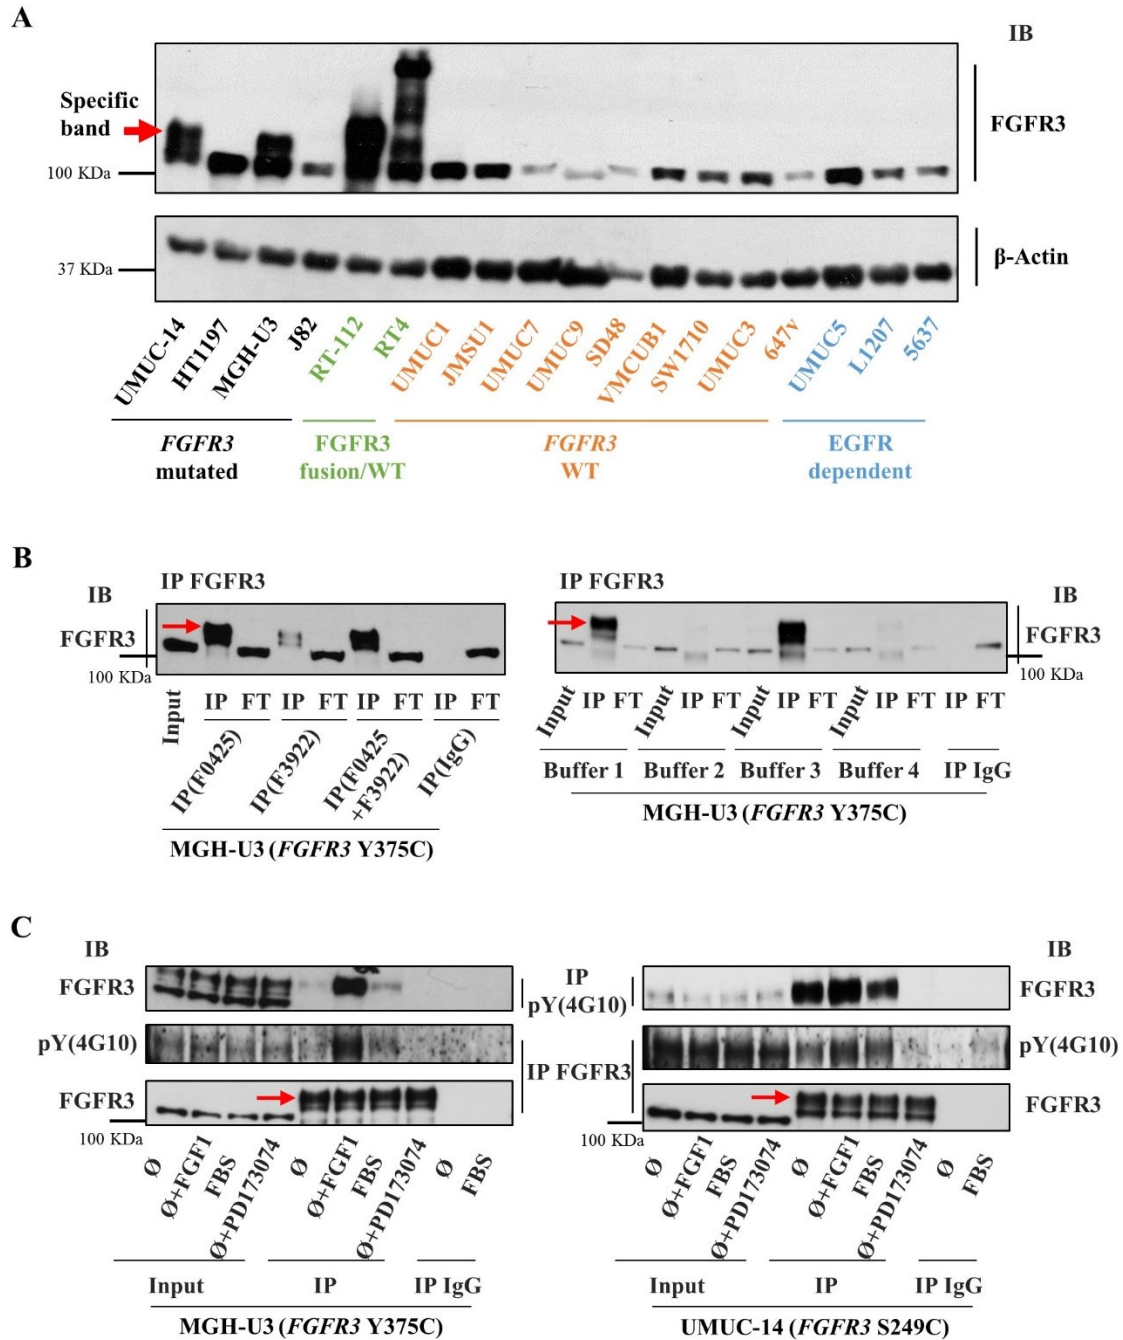 A
IB
Specific
band
FGFR3
100 KDa
β-Actin
37 KDa
UMUC-14
HT1197
MGH-U3
J82
RT-112
RT4
UMUC1
JMSU1
UMUC7
UMUC9
SD48
VMCUB1
SW1710
UMUC3
647v
UMUC5
L1207
5637
FGFR3
mutated
FGFR3
fusion/WT
FGFR3
WT
EGFR
dependent
B
IP FGFR3
IB
FGFR3
100 KDa
Input
IP FT IP FT IP FT IP FT
IP(F0425)
IP(F3922)
IP(F0425
+F3922)
IP(IgG)
MGH-U3 (FGFR3 Y375C)
IP FGFR3
IB
FGFR3
100 KDa
Input IP FT Input IP FT Input IP FT Input IP FT IP FT
Buffer 1 Buffer 2 Buffer 3 Buffer 4 IP IgG
MGH-U3 (FGFR3 Y375C)
C
IB
FGFR3
pY(4G10)
FGFR3
100 KDa
IP
pY(4G10)
IP FGFR3
Ø
Ø+FGF1
FBS
Ø+PD173074
Ø
Ø+FGF1
FBS
Ø+PD173074
Ø
FBS
Input IP IP IgG
MGH-U3 (FGFR3 Y375C)
IB
FGFR3
pY(4G10)
FGFR3
100 KDa
Ø
Ø+FGF1
FBS
Ø+PD173074
Ø
Ø+FGF1
FBS
Ø+PD173074
Ø
FBS
Input IP IP IgG
UMUC-14 (FGFR3 S249C)